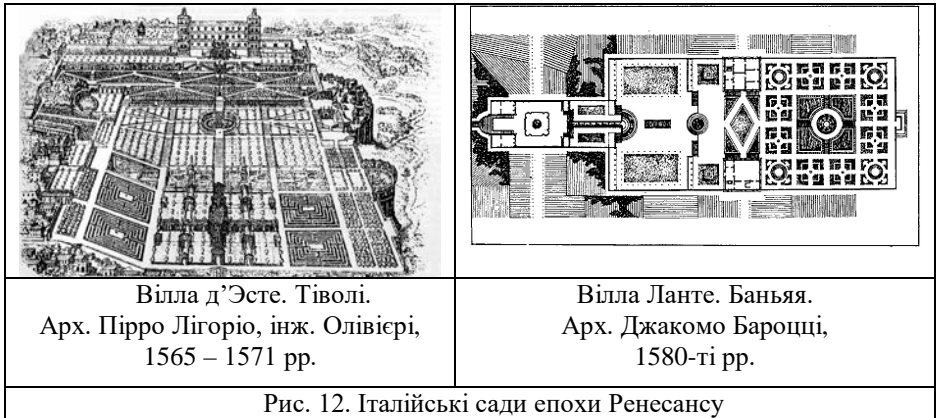 Вілла д’Эсте. Тіволі.
Арх. Пірро Лігоріо, інж. Олівієрі,
1565 – 1571 рр.
Вілла Ланте. Баньяя.
Арх. Джакомо Бароцці,
1580-ті рр.
Рис. 12. Італійські сади епохи Ренесансу